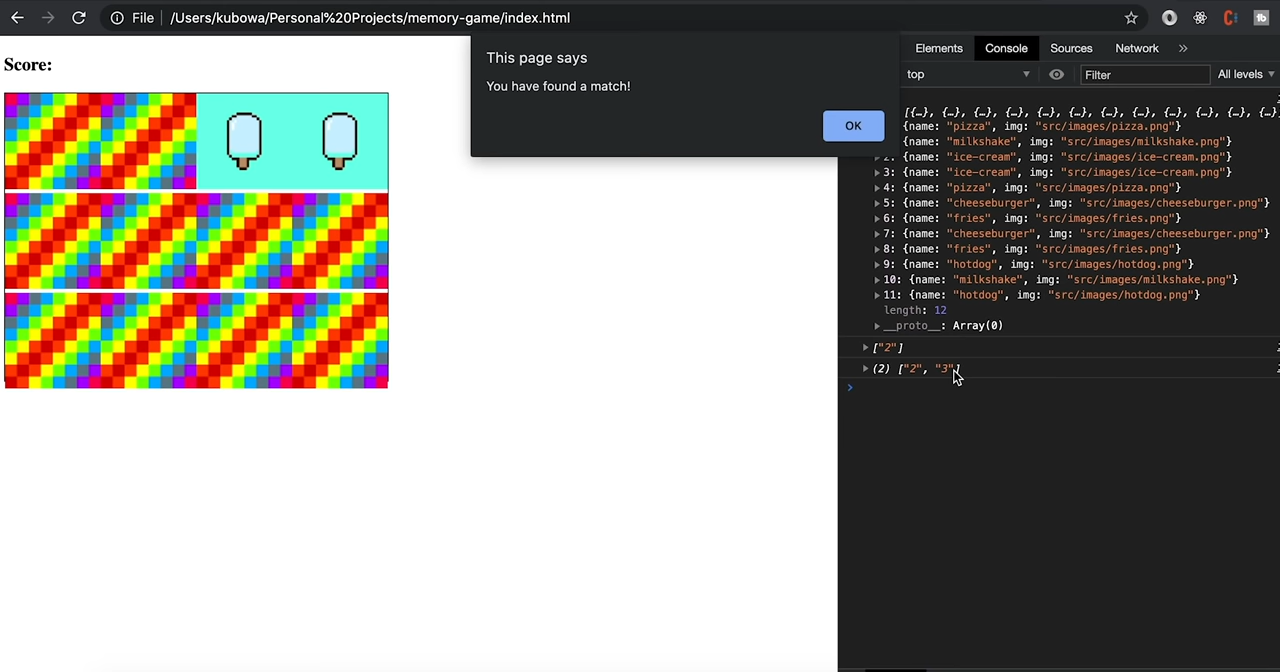 File /Users/kubowa/Personal%20Projects/memory-game/index.html
Score:
This page says
You have found a match!
OK
Elements Console Sources Network »
top Filter All levels
[{…}, {…}, {…}, {…}, {…}, {…}, {…}, {…}, {…}, {…}, {…}, {…}
{name: "pizza", img: "src/images/pizza.png"}
{name: "milkshake", img: "src/images/milkshake.png"}
2: {name: "ice-cream", img: "src/images/ice-cream.png"}
3: {name: "ice-cream", img: "src/images/ice-cream.png"}
4: {name: "pizza", img: "src/images/pizza.png"}
5: {name: "cheeseburger", img: "src/images/cheeseburger.png"}
6: {name: "fries", img: "src/images/fries.png"}
7: {name: "cheeseburger", img: "src/images/cheeseburger.png"}
8: {name: "fries", img: "src/images/fries.png"}
9: {name: "hotdog", img: "src/images/hotdog.png"}
10: {name: "milkshake", img: "src/images/milkshake.png"}
11: {name: "hotdog", img: "src/images/hotdog.png"}
length: 12
__proto__: Array(0)
["2"]
(2) ["2", "3"]